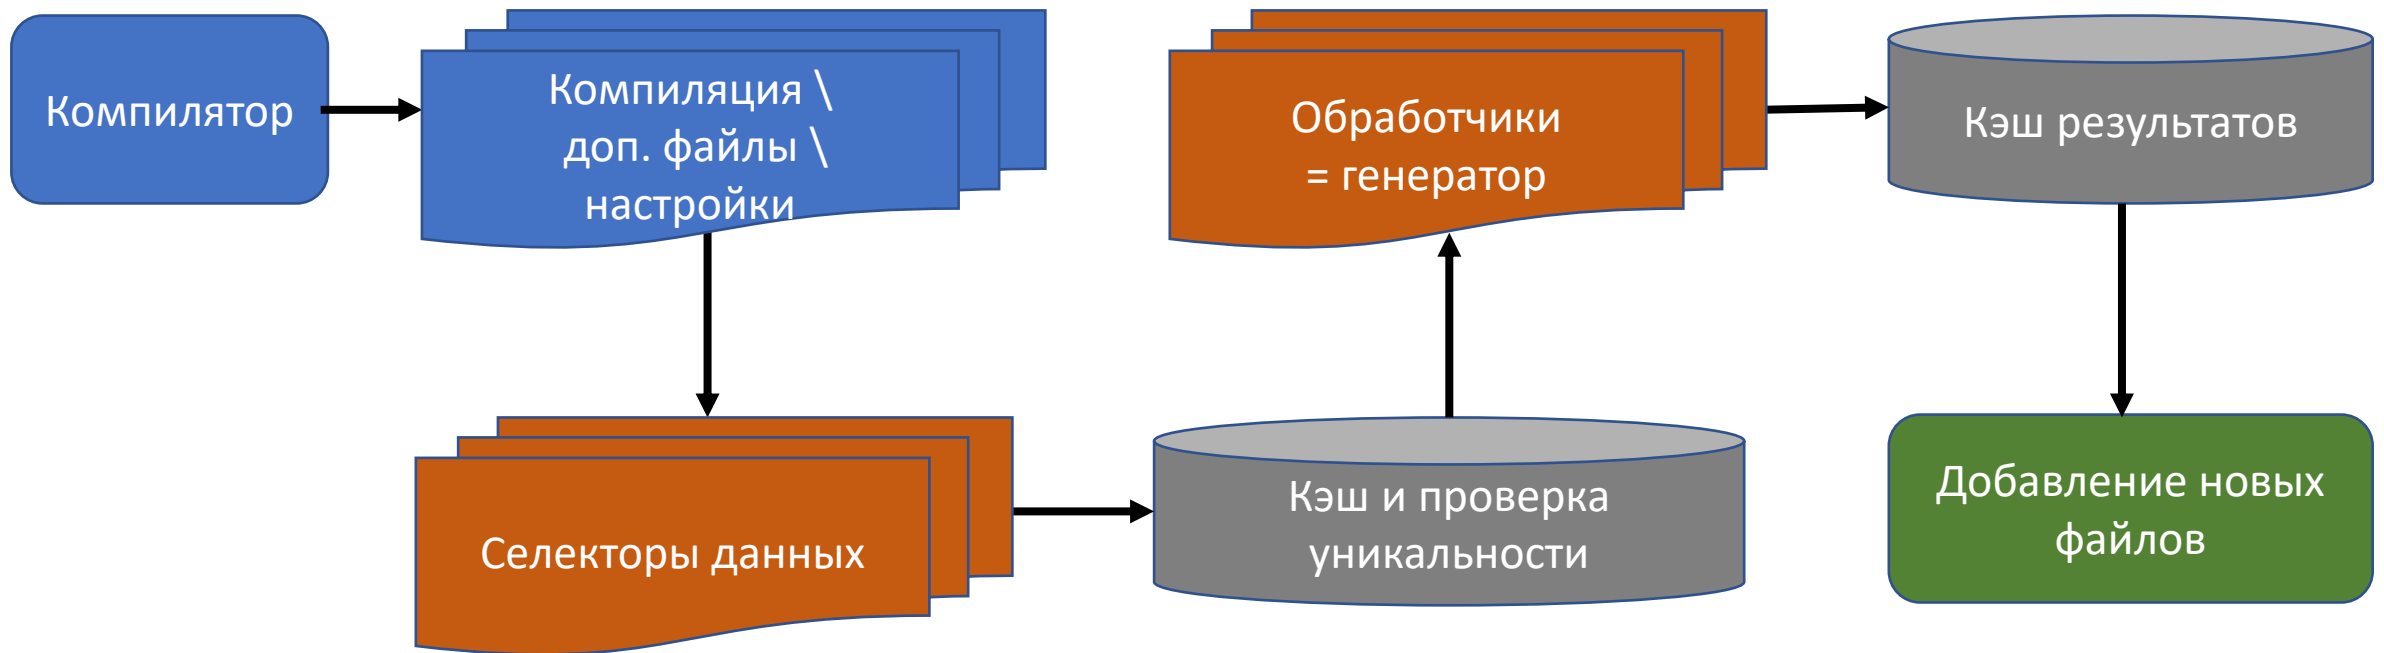 Компилятор
Компиляция \
доп. файлы \
настройки
Обработчики
= генератор
Кэш результатов
Селекторы данных
Кэш и проверка
уникальности
Добавление новых
файлов